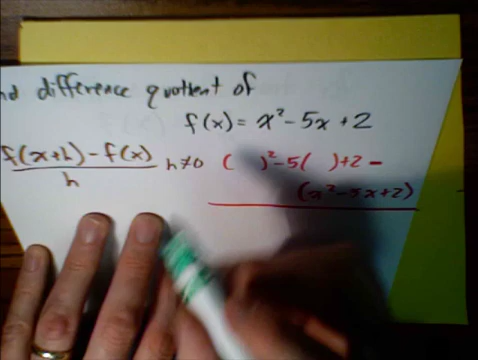 nd difference quotient of
f(x) = x² - 5x + 2
f(x+h) - f(x) h≠0 (   )² - 5(   ) + 2 -
h (x² - 5x + 2)